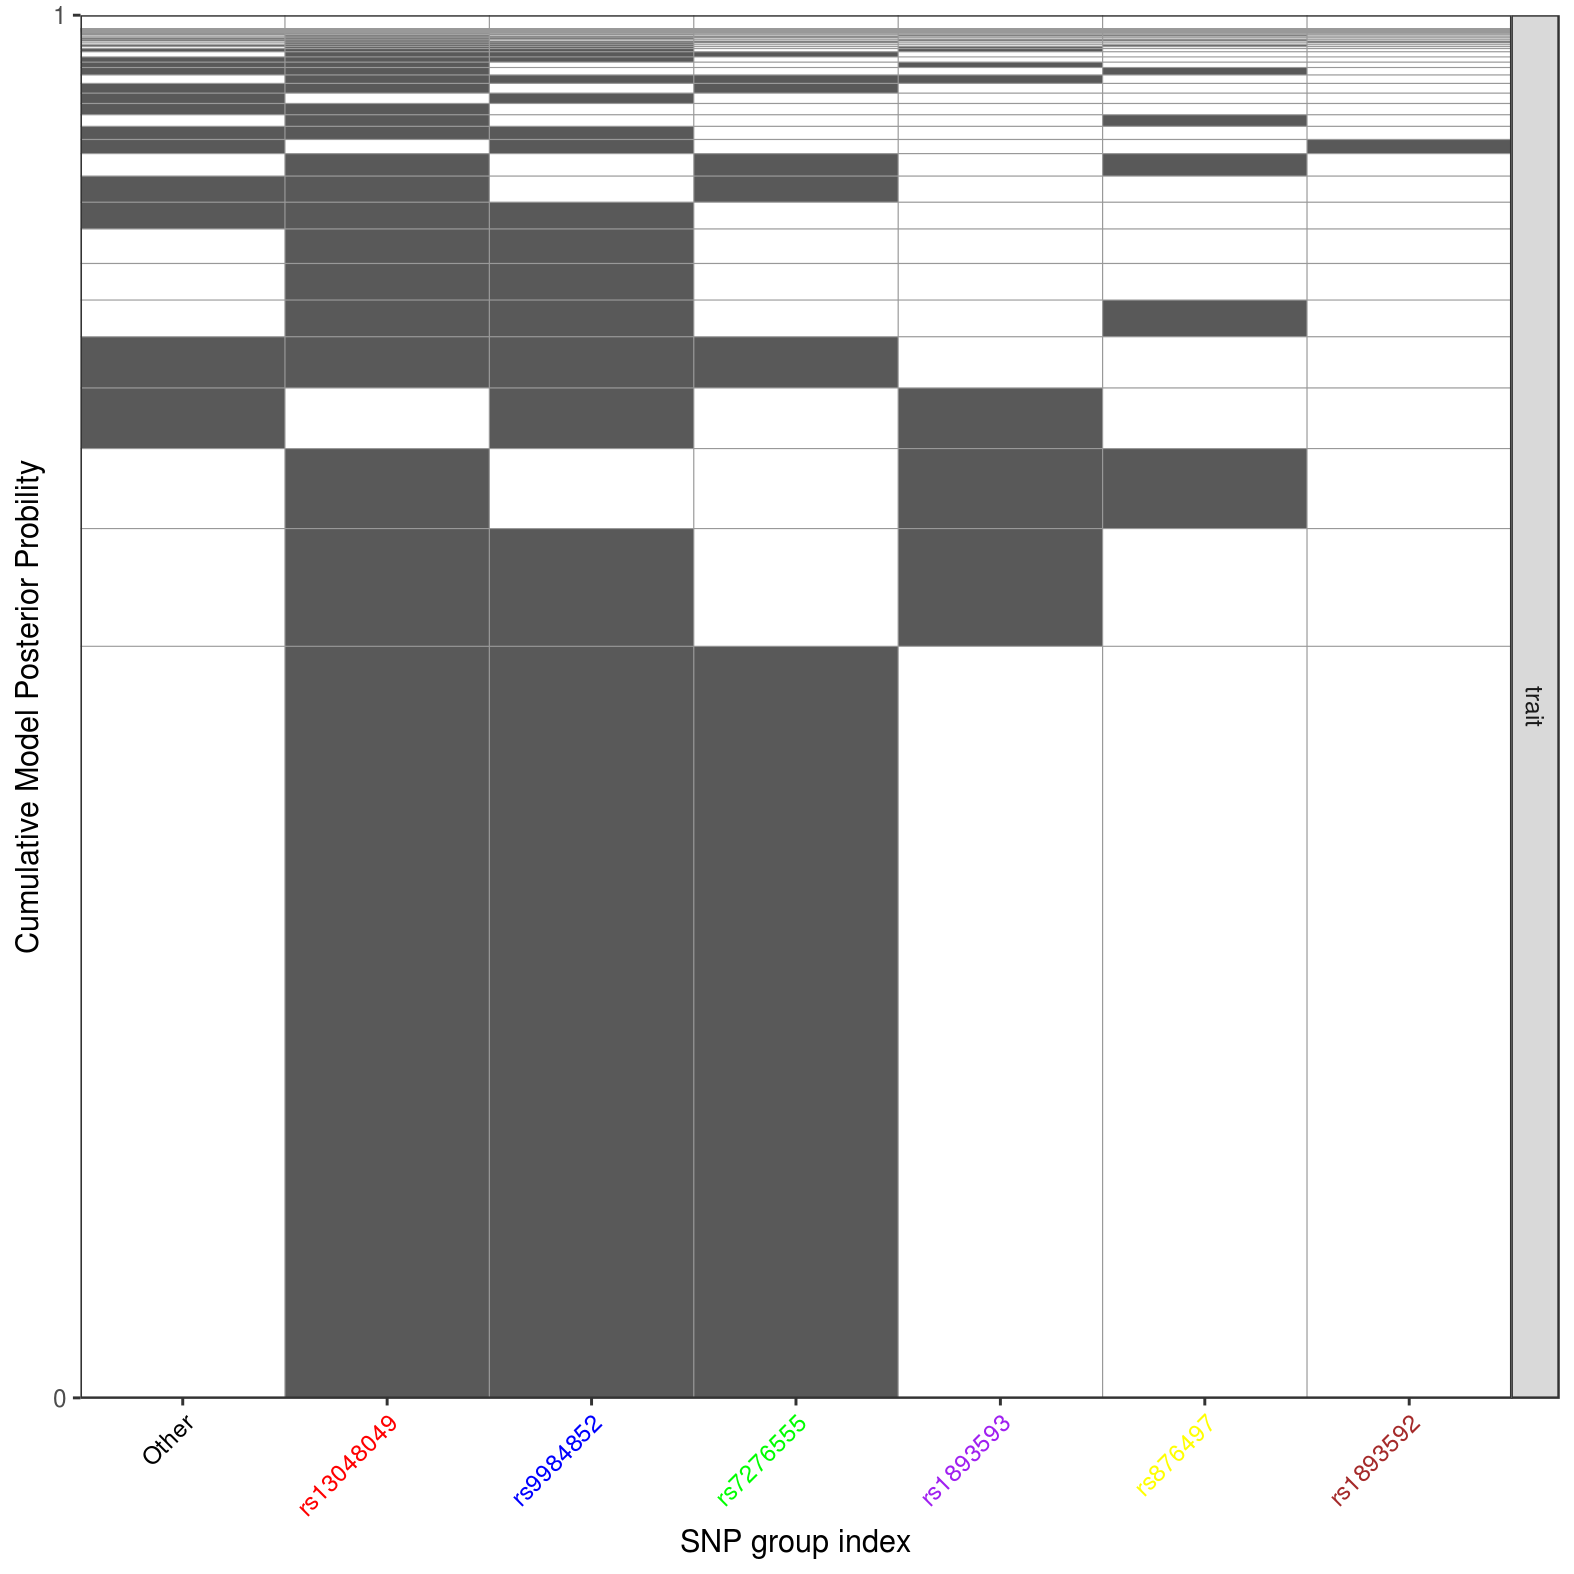 1
Cumulative Model Posterior Probility
trait
0
Other
rs13048049
rs9984852
rs7276555
rs1893593
rs876497
rs1893592
SNP group index